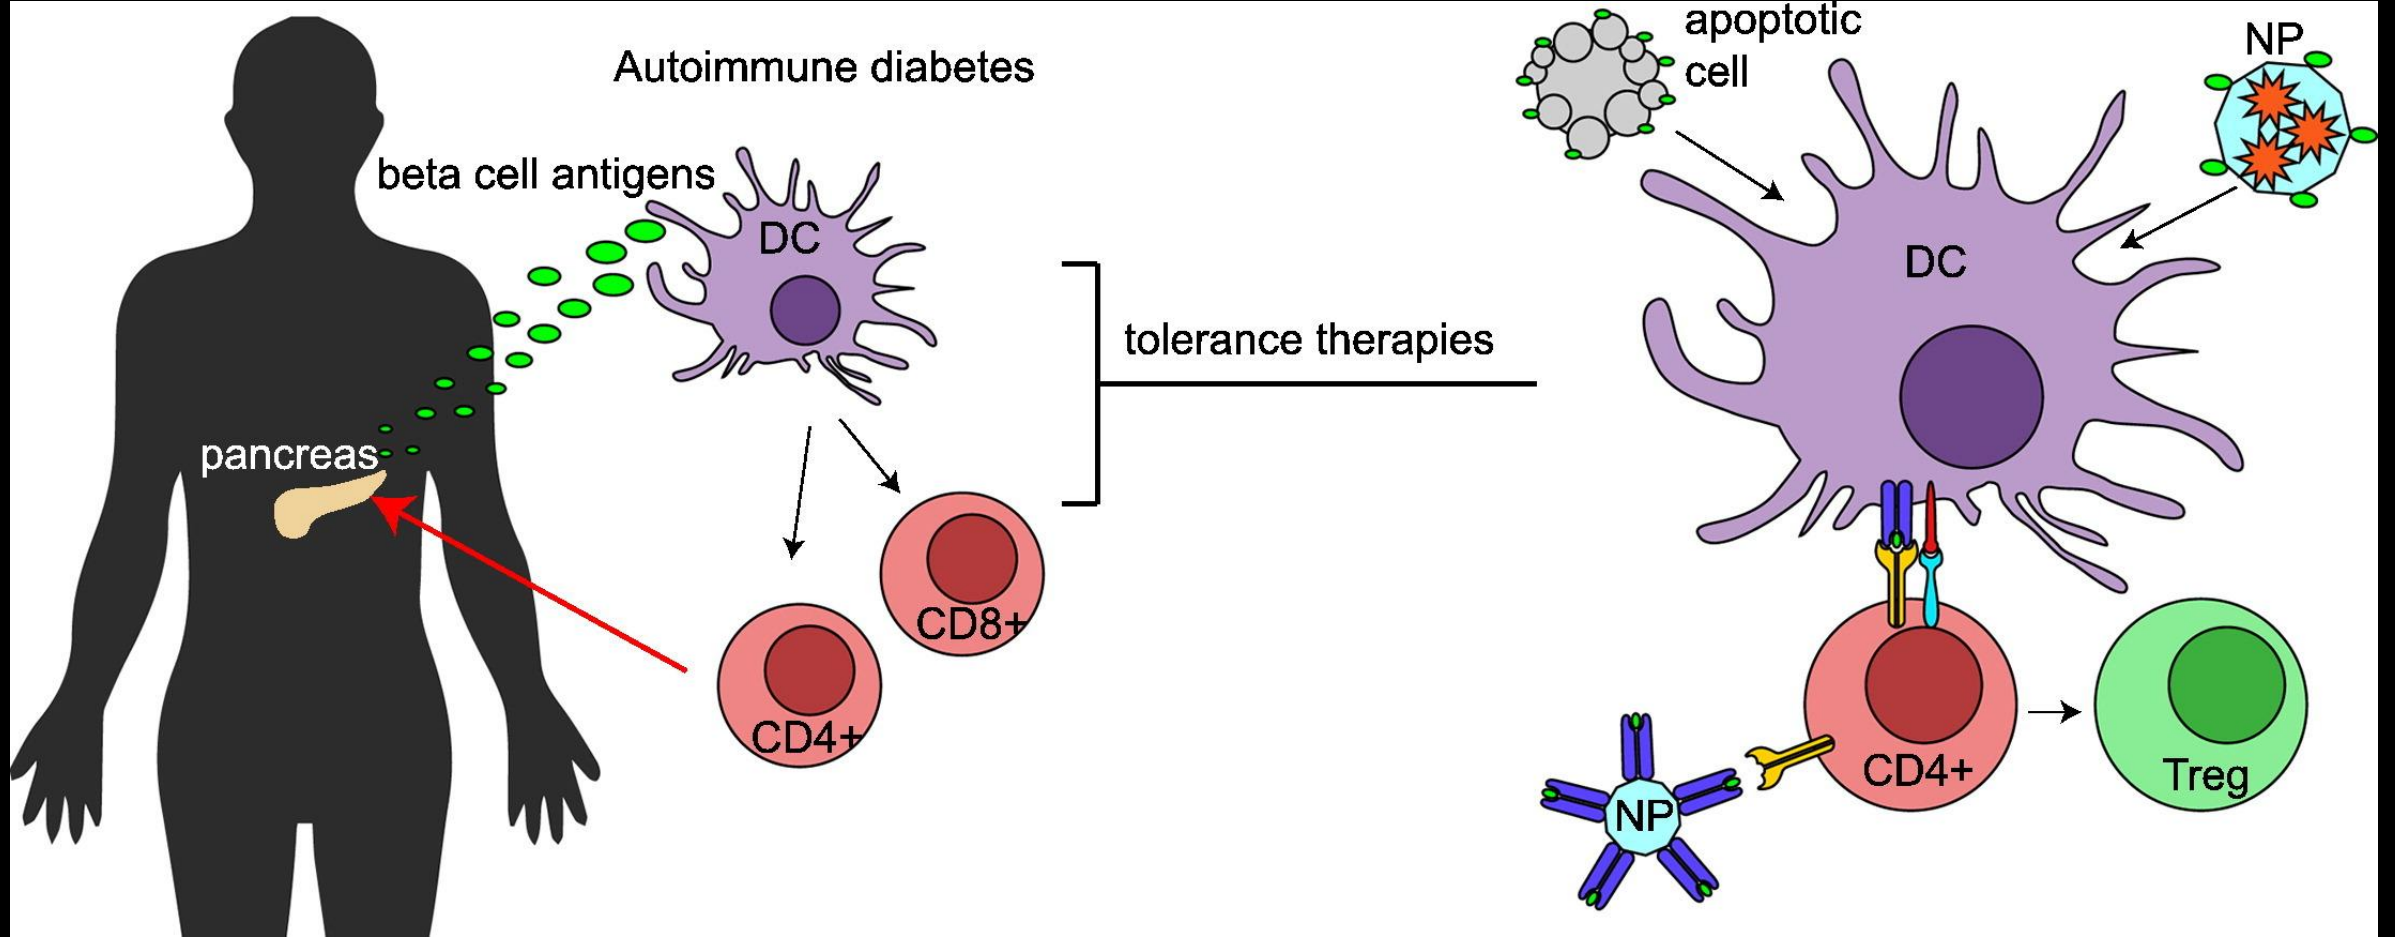 Autoimmune diabetes
beta cell antigens
DC
pancreas
CD8+
CD4+
tolerance therapies
apoptotic
cell
NP
DC
CD4+
Treg
NP